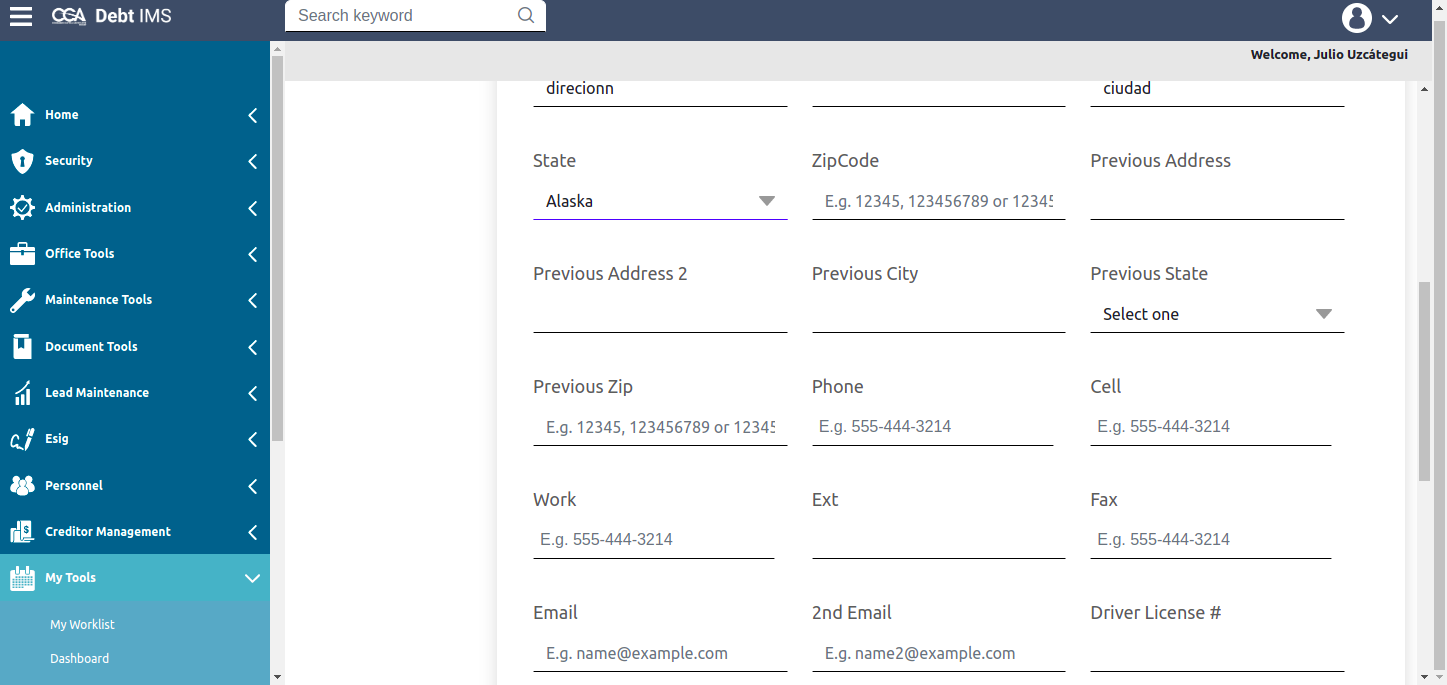 CGA Debt IMS
Search keyword
Welcome, Julio Uzcátegui
Home
Security
Administration
Office Tools
Maintenance Tools
Document Tools
Lead Maintenance
Esig
Personnel
Creditor Management
My Tools
My Worklist
Dashboard
direcionn
ciudad
State
ZipCode
Previous Address
Alaska
E.g. 12345, 123456789 or 12345
Previous Address 2
Previous City
Previous State
Select one
Previous Zip
Phone
Cell
E.g. 12345, 123456789 or 12345
E.g. 555-444-3214
E.g. 555-444-3214
Work
Ext
Fax
E.g. 555-444-3214
E.g. 555-444-3214
Email
2nd Email
Driver License #
E.g. name@example.com
E.g. name2@example.com